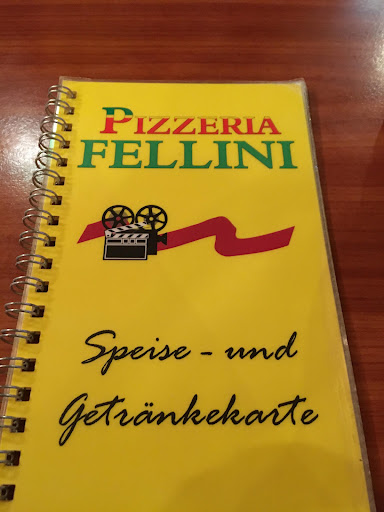 PIZZERIA
FELLINI
Speise - und
Getränkekarte